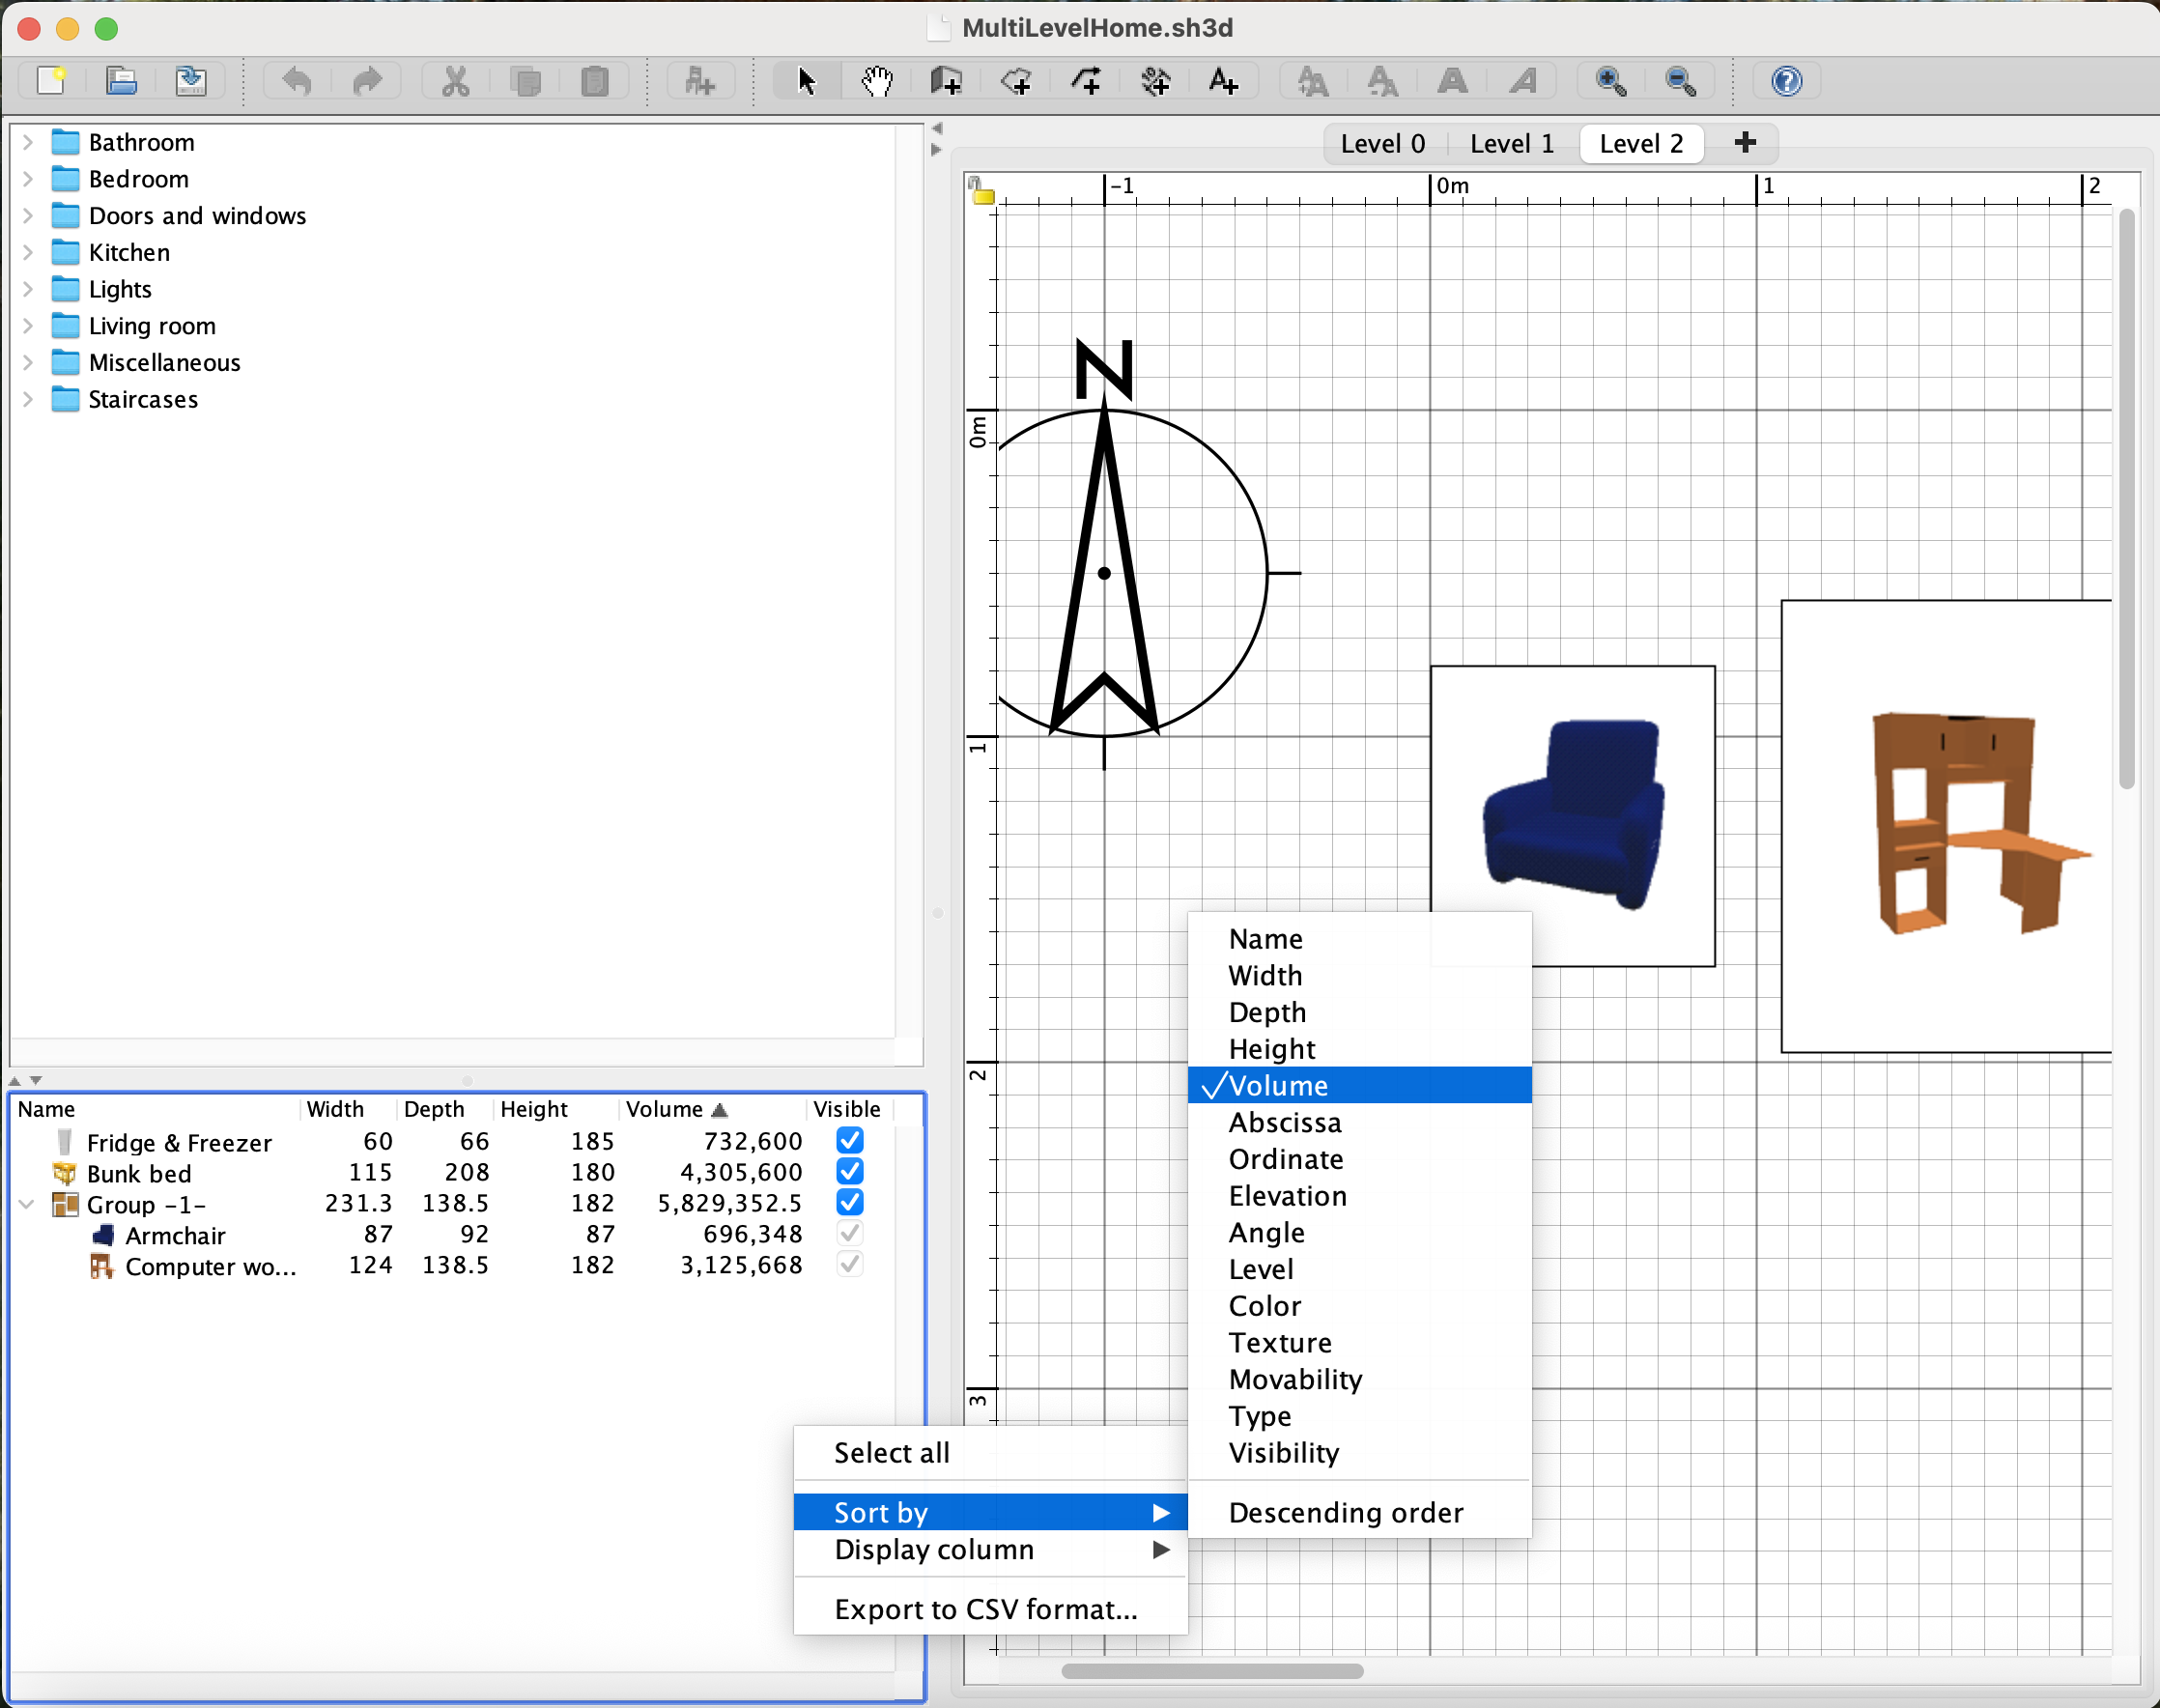 MultiLevelHome.sh3d
Bathroom
Bedroom
Doors and windows
Kitchen
Lights
Living room
Miscellaneous
Staircases
Level 0 Level 1 Level 2 +
-1 0m 1 2
0m
1
2
3
N
Name Width Depth Height Volume Visible
Fridge & Freezer 60 66 185 732,600
Bunk bed 115 208 180 4,305,600
Group -1- 231.3 138.5 182 5,829,352.5
Armchair 87 92 87 696,348
Computer wo... 124 138.5 182 3,125,668
Select all
Sort by
Display column
Export to CSV format...
Name
Width
Depth
Height
Volume
Abscissa
Ordinate
Elevation
Angle
Level
Color
Texture
Movability
Type
Visibility
Descending order